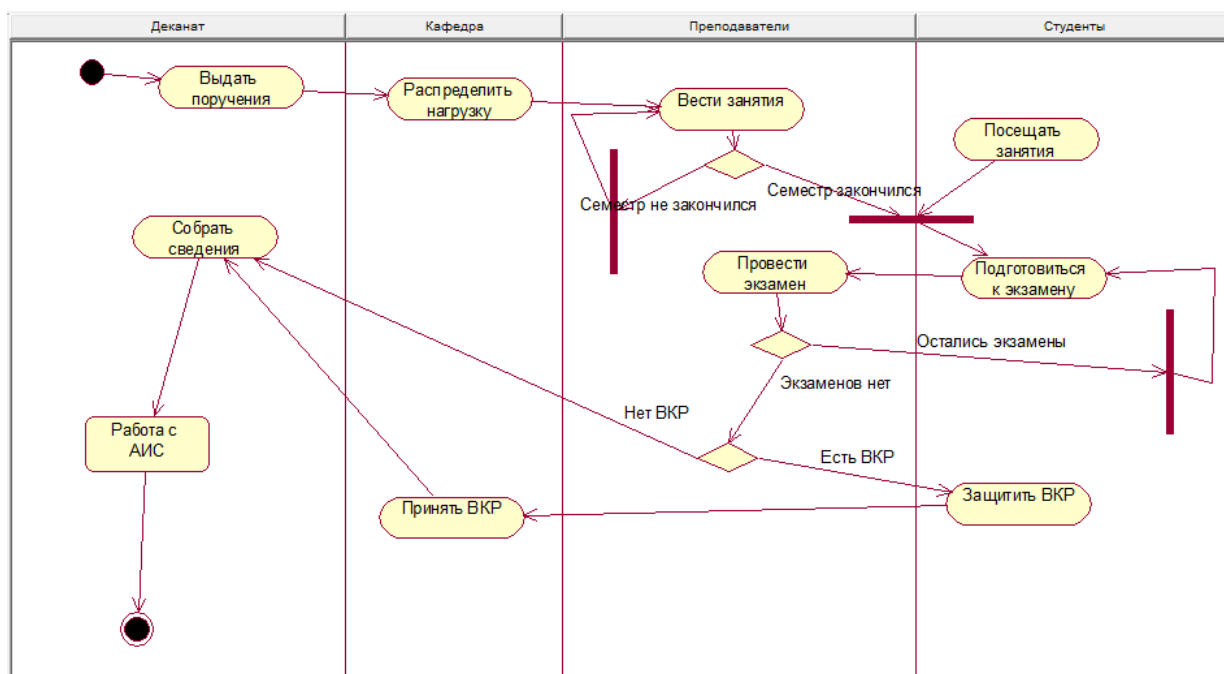 Деканат
Кафедра
Преподаватели
Студенты
Выдать
поручения
Распределить
нагрузку
Вести занятия
Посещать
занятия
Семестр закончился
Семестр не закончился
Собрать
сведения
Провести
экзамен
Подготовиться
к экзамену
Остались экзамены
Экзаменов нет
Нет ВКР
Работа с
АИС
Есть ВКР
Защитить ВКР
Принять ВКР